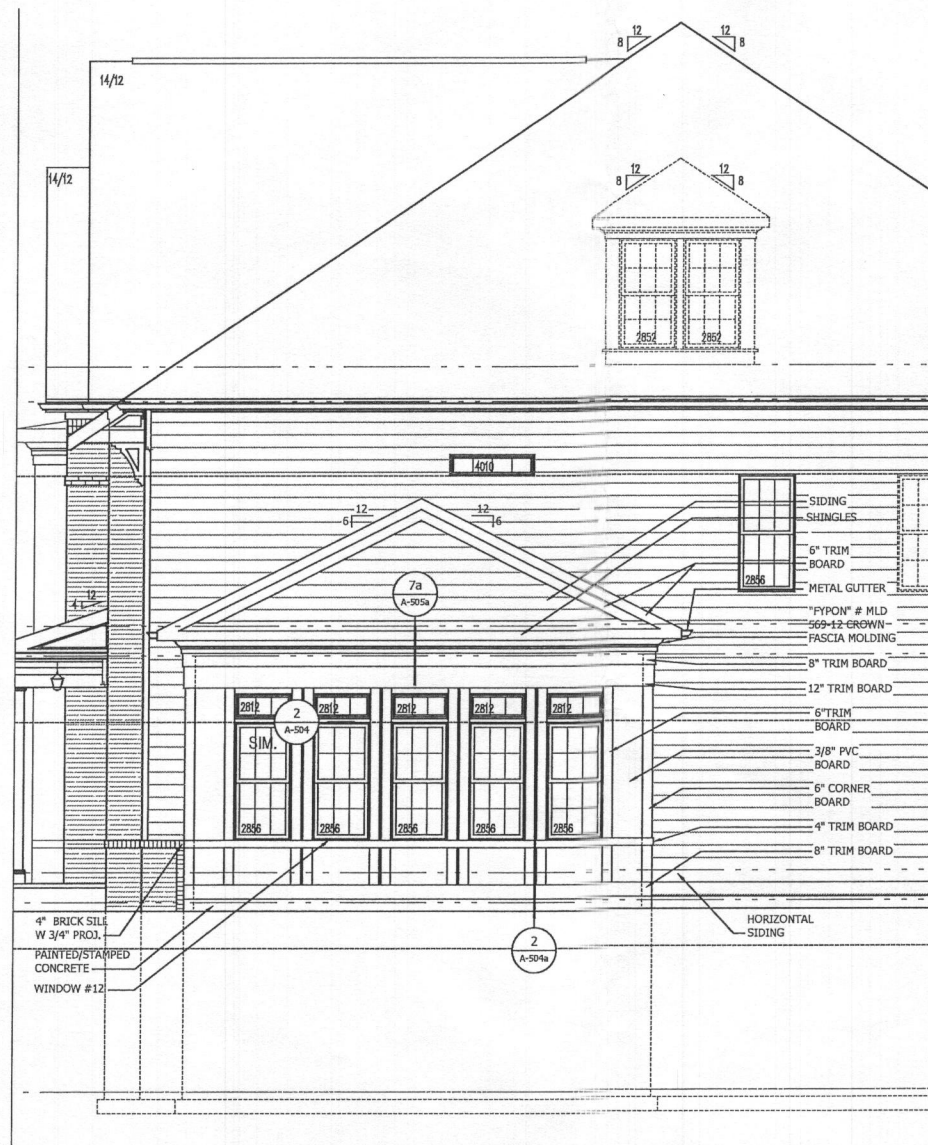 12
8
12
8
14/12
14/12
12
8
12
8
2852
2852
4010
12
6
12
6
SIDING
SHINGLES
6" TRIM
BOARD
2856
METAL GUTTER
7a
A-505a
12
4
"FYPON" # MLD
569-12 CROWN
FASCIA MOLDING
8" TRIM BOARD
12" TRIM BOARD
2812
2812
2812
2812
2812
2
A-504
SIM.
6"TRIM
BOARD
3/8" PVC
BOARD
6" CORNER
BOARD
2856
2856
2856
2856
2856
4" TRIM BOARD
8" TRIM BOARD
4" BRICK SILL
W 3/4" PROJ.
PAINTED/STAMPED
CONCRETE
WINDOW #12
2
A-504a
HORIZONTAL
SIDING